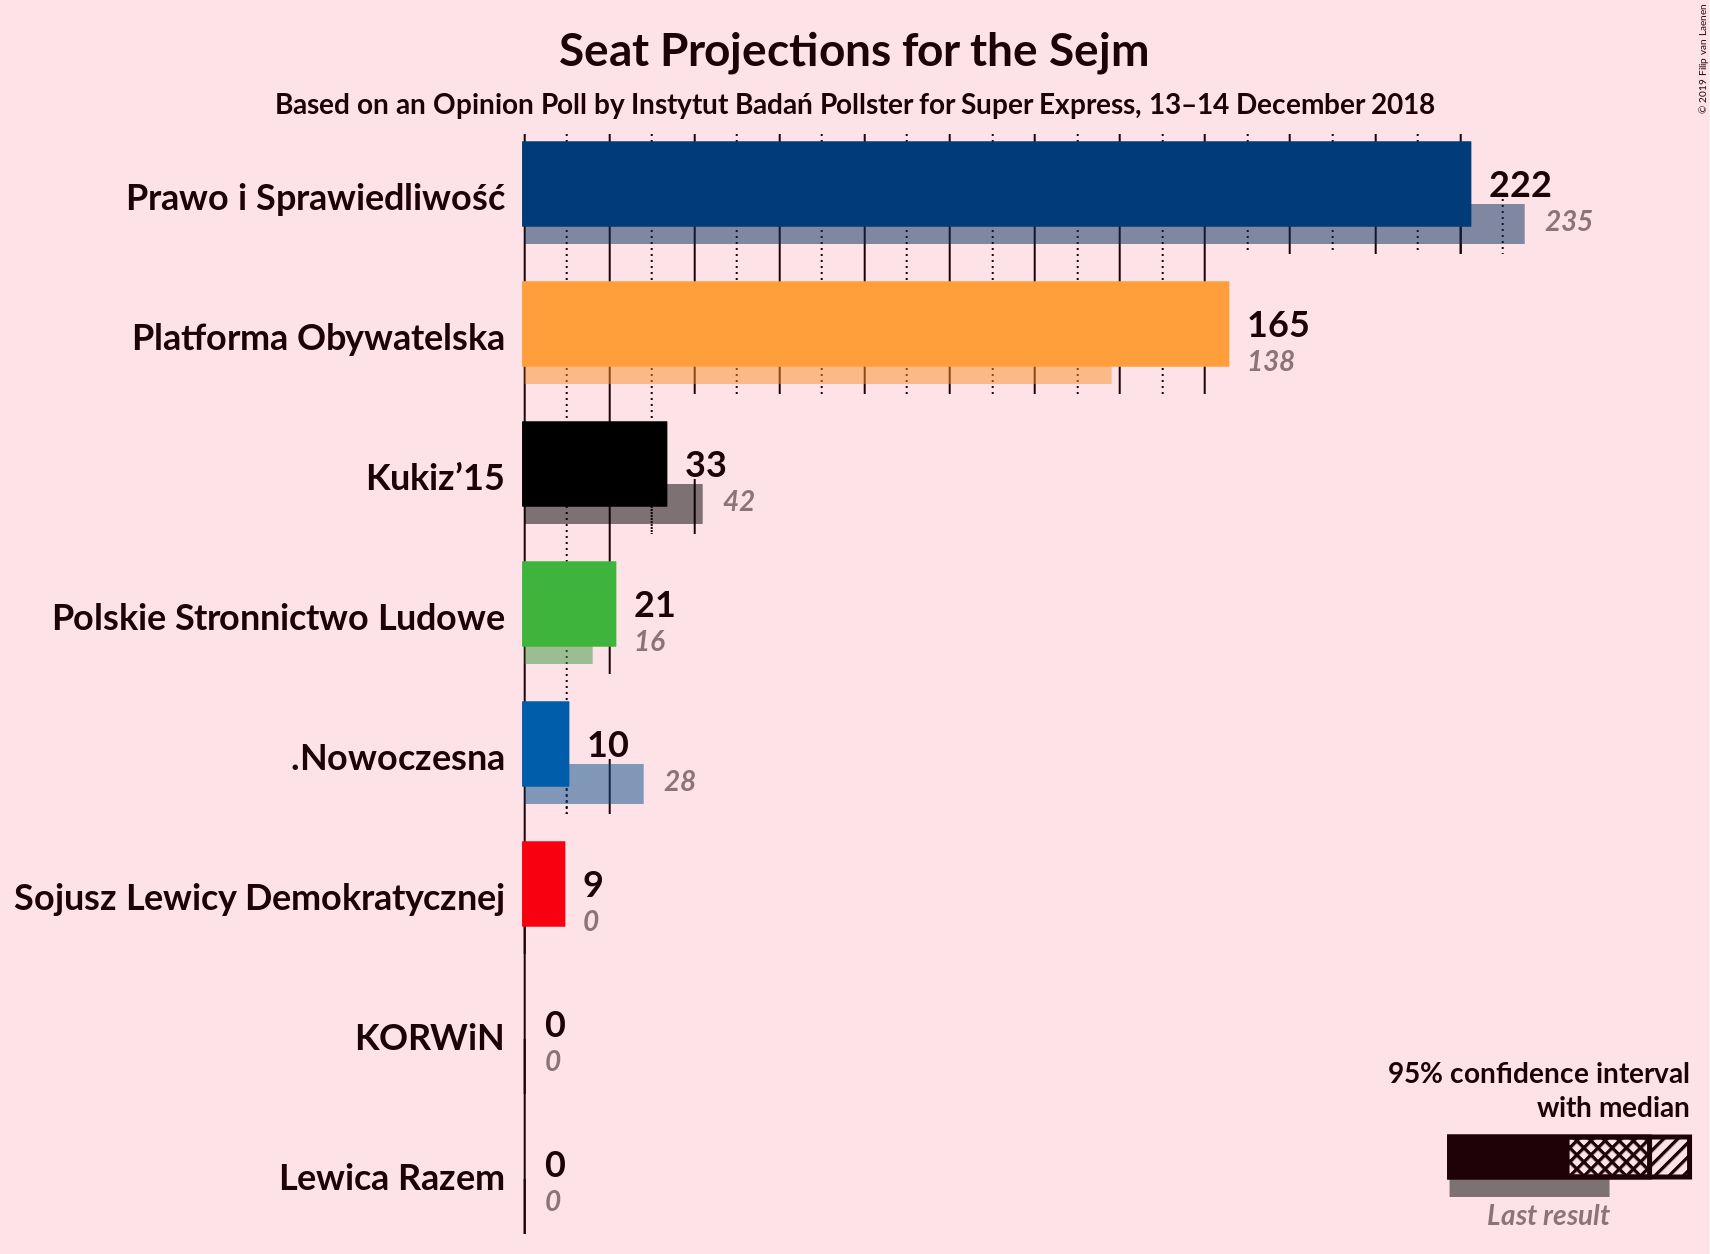 Seat Projections for the Sejm
Based on an Opinion Poll by Instytut Badań Pollster for Super Express, 13–14 December 2018
© 2019 Filip van Laenen
Prawo i Sprawiedliwość
222
235
Platforma Obywatelska
165
138
Kukiz’15
33
42
Polskie Stronnictwo Ludowe
21
16
.Nowoczesna
10
28
Sojusz Lewicy Demokratycznej
9
0
KORWiN
0
0
Lewica Razem
0
0
95% confidence interval
with median
Last result